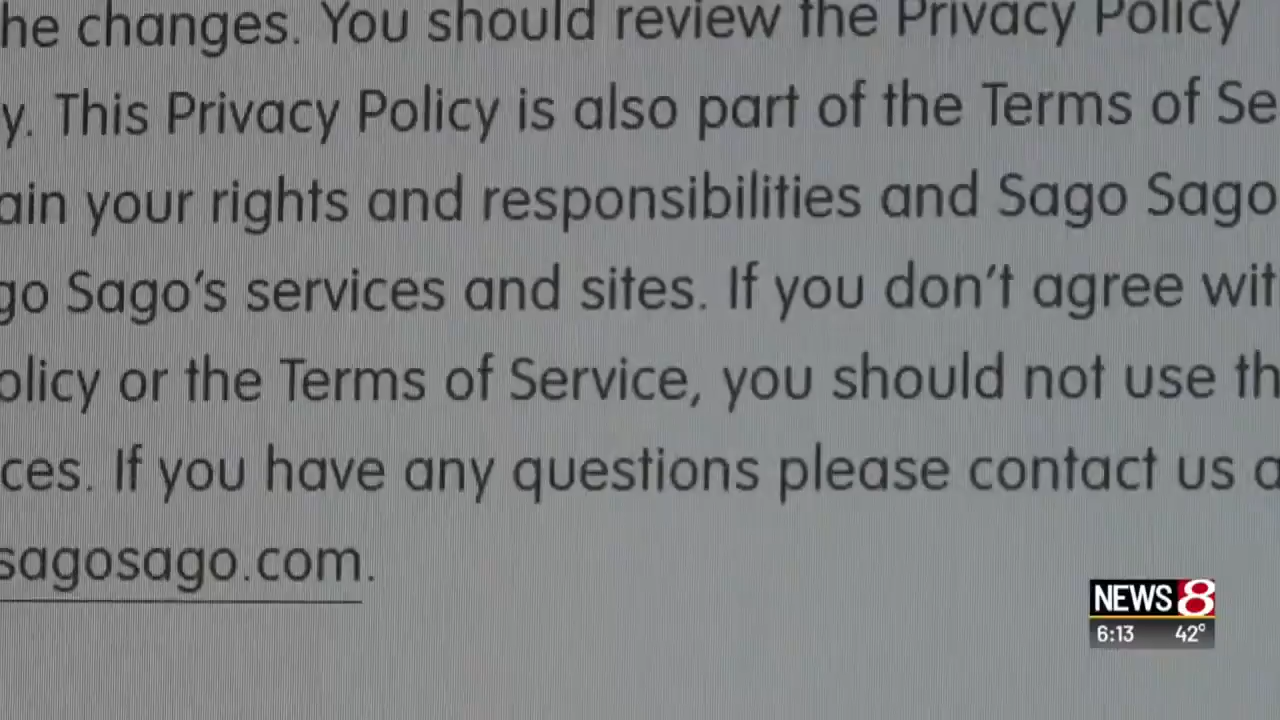 he changes. You should review the Privacy Policy
y. This Privacy Policy is also part of the Terms of Se
ain your rights and responsibilities and Sago Sago
go Sago's services and sites. If you don't agree wit
olicy or the Terms of Service, you should not use th
ces. If you have any questions please contact us a
sagosago.com.
NEWS 8
6:13 42°